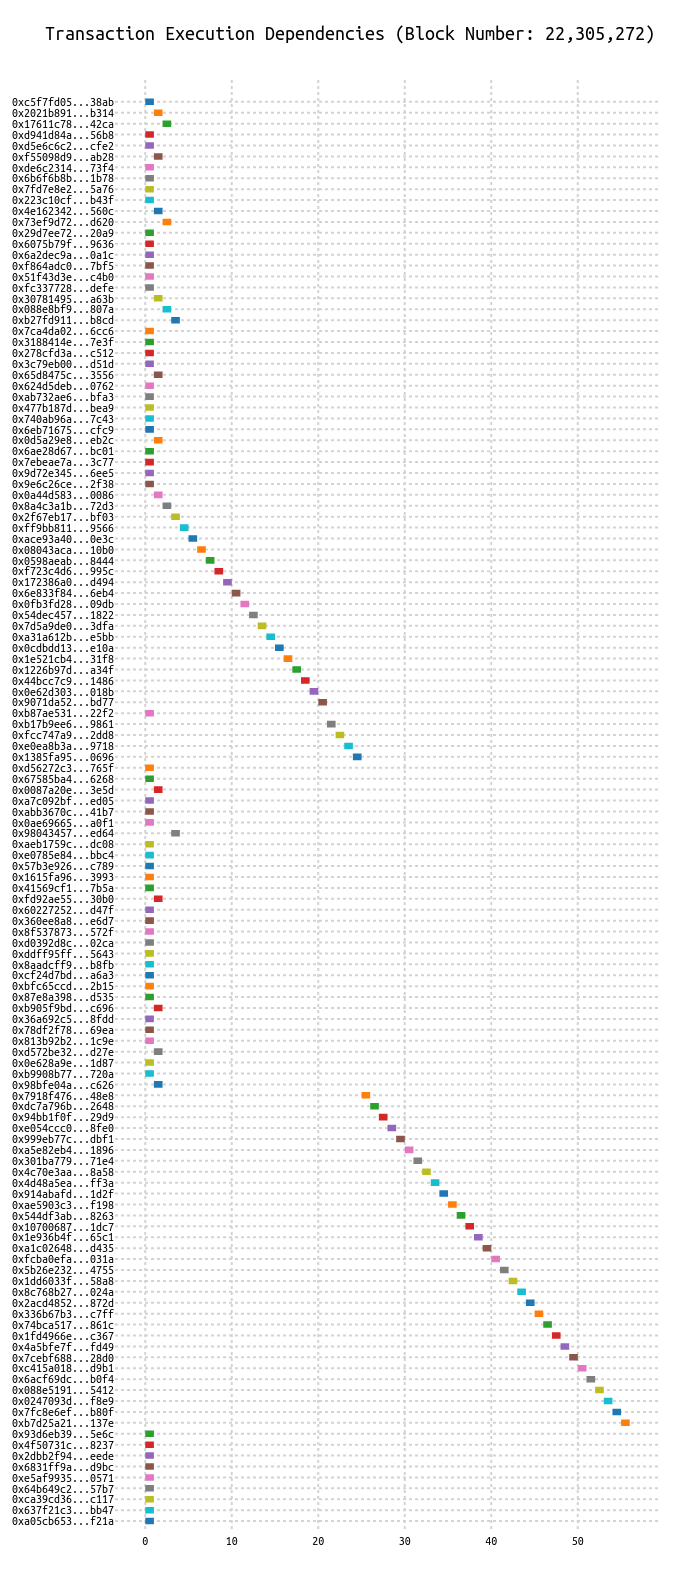 Transaction Execution Dependencies (Block Number: 22,305,272)
0xc5f7fd05...38ab
0x2021b891...b314
0x17611c78...42ca
0xd941d84a...56b8
0xd5e6c6c2...cfe2
0xf55098d9...ab28
0xde6c2314...73f4
0x6b6f6b8b...1b78
0x7fd7e8e2...5a76
0x223c10cf...b43f
0x4e162342...560c
0x73ef9d72...d620
0x29d7ee72...20a9
0x6075b79f...9636
0x6a2dec9a...0a1c
0xf864adc0...7bf5
0x51f43d3e...c4b0
0xfc337728...defe
0x30781495...a63b
0x088e8bf9...807a
0xb27fd911...b8cd
0x7ca4da02...6cc6
0x3188414e...7e3f
0x278cfd3a...c512
0x3c79eb00...d51d
0x65d8475c...3556
0x624d5deb...0762
0xab732ae6...bfa3
0x477b187d...bea9
0x740ab96a...7c43
0x6eb71675...cfc9
0x0d5a29e8...eb2c
0x6ae28d67...bc01
0x7ebeae7a...3c77
0x9d72e345...6ee5
0x9e6c26ce...2f38
0x0a44d583...0086
0x8a4c3a1b...72d3
0x2f67eb17...bf03
0xff9bb811...9566
0xace93a40...0e3c
0x08043aca...10b0
0x0598aeab...8444
0xf723c4d6...995c
0x172386a0...d494
0x6e833f84...6eb4
0x0fb3fd28...09db
0x54dec457...1822
0x7d5a9de0...3dfa
0xa31a612b...e5bb
0x0cdbdd13...e10a
0x1e521cb4...31f8
0x1226b97d...a34f
0x44bcc7c9...1486
0x0e62d303...018b
0x9071da52...bd77
0xb87ae531...22f2
0xb17b9ee6...9861
0xfcc747a9...2dd8
0xe0ea8b3a...9718
0x1385fa95...0696
0xd56272c3...765f
0x67585ba4...6268
0x0087a20e...3e5d
0xa7c092bf...ed05
0xabb3670c...41b7
0x0ae69665...a0f1
0x98043457...ed64
0xaeb1759c...dc08
0xe0785e84...bbc4
0x57b3e926...c789
0x1615fa96...3993
0x41569cf1...7b5a
0xfd92ae55...30b0
0x60227252...d47f
0x360ee8a8...e6d7
0x8f537873...572f
0xd0392d8c...02ca
0xddff95ff...5643
0x8aadcff9...b8fb
0xcf24d7bd...a6a3
0xbfc65ccd...2b15
0x87e8a398...d535
0xb905f9bd...c696
0x36a692c5...8fdd
0x78df2f78...69ea
0x813b92b2...1c9e
0xd572be32...d27e
0x0e628a9e...1d87
0xb9908b77...720a
0x98bfe04a...c626
0x7918f476...48e8
0xdc7a796b...2648
0x94bb1f0f...29d9
0xe054ccc0...8fe0
0x999eb77c...dbf1
0xa5e82eb4...1896
0x301ba779...71e4
0x4c70e3aa...8a58
0x4d48a5ea...ff3a
0x914abafd...1d2f
0xae5903c3...f198
0x544df3ab...8263
0x10700687...1dc7
0x1e936b4f...65c1
0xa1c02648...d435
0xfcba0efa...031a
0x5b26e232...4755
0x1dd6033f...58a8
0x8c768b27...024a
0x2acd4852...872d
0x336b67b3...c7ff
0x74bca517...861c
0x1fd4966e...c367
0x4a5bfe7f...fd49
0x7cebf688...28d0
0xc415a018...d9b1
0x6acf69dc...b0f4
0x088e5191...5412
0x0247093d...f8e9
0x7fc8e6ef...b80f
0xb7d25a21...137e
0x93d6eb39...5e6c
0x4f50731c...8237
0x2dbb2f94...eede
0x6831ff9a...d9bc
0xe5af9935...0571
0x64b649c2...57b7
0xca39cd36...c117
0x637f21c3...bb47
0xa05cb653...f21a
0 10 20 30 40 50